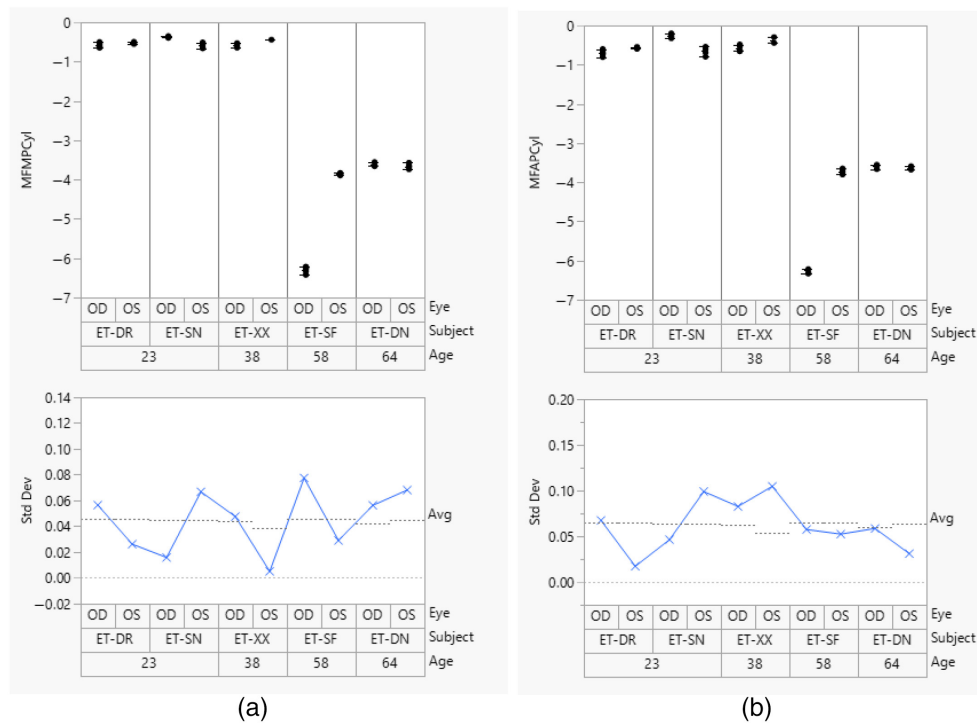 0
−1
−2
−3
−4
−5
−6
−7
MFMPCyl
OD OS OD OS OD OS OD OS OD OS Eye
ET-DR ET-SN ET-XX ET-SF ET-DN Subject
23 38 58 64 Age
0.14
0.12
0.10
0.08
0.06
0.04
0.02
0.00
−0.02
Std Dev
Avg
OD OS OD OS OD OS OD OS OD OS Eye
ET-DR ET-SN ET-XX ET-SF ET-DN Subject
23 38 58 64 Age
(a)
0
−1
−2
−3
−4
−5
−6
−7
MFAPCyl
OD OS OD OS OD OS OD OS OD OS Eye
ET-DR ET-SN ET-XX ET-SF ET-DN Subject
23 38 58 64 Age
0.20
0.15
0.10
0.05
0.00
Std Dev
Avg
OD OS OD OS OD OS OD OS OD OS Eye
ET-DR ET-SN ET-XX ET-SF ET-DN Subject
23 38 58 64 Age
(b)